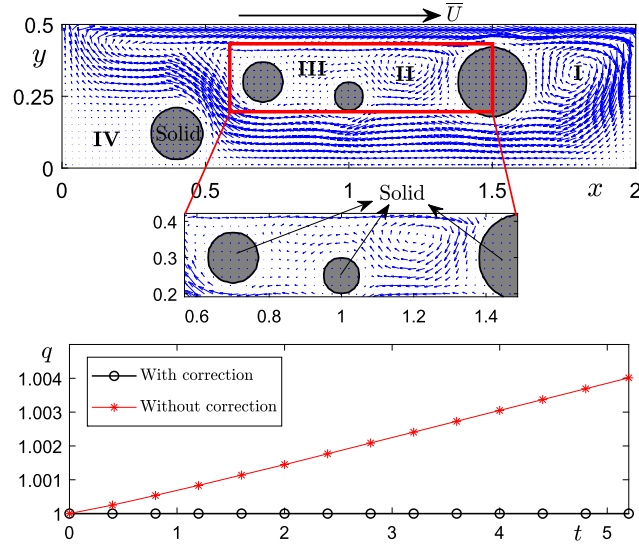 U̅
0.5
y
III
II
I
0.25
IV
Solid
0
0
0.5
1
1.5
x
2
Solid
0.4
0.3
0.2
0.6
0.8
1
1.2
1.4
q
1.004
With correction
1.003
Without correction
1.002
1.001
1
0
1
2
3
4
t
5